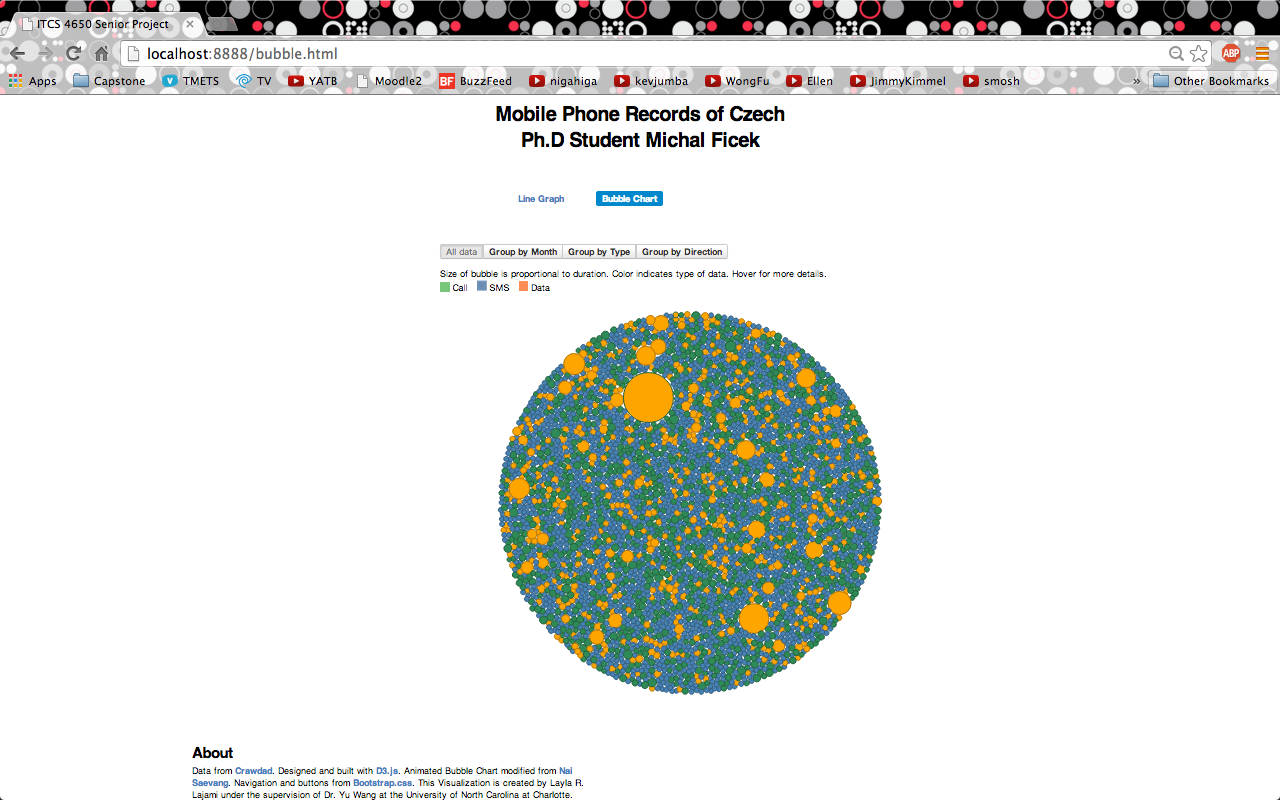 ITCS 4650 Senior Project
localhost:8888/bubble.html
ABP
Apps Capstone TMETS TV YATB Moodle2 BF BuzzFeed nigahiga kevjumba WongFu Ellen JimmyKimmel smosh » Other Bookmarks
Mobile Phone Records of Czech
Ph.D Student Michal Ficek
Line Graph Bubble Chart
All data Group by Month Group by Type Group by Direction
Size of bubble is proportional to duration. Color indicates type of data. Hover for more details.
Call SMS Data
About
Data from Crawdad. Designed and built with D3.js. Animated Bubble Chart modified from Nai
Saevang. Navigation and buttons from Bootstrap.css. This Visualization is created by Layla R.
Lajami under the supervision of Dr. Yu Wang at the University of North Carolina at Charlotte.